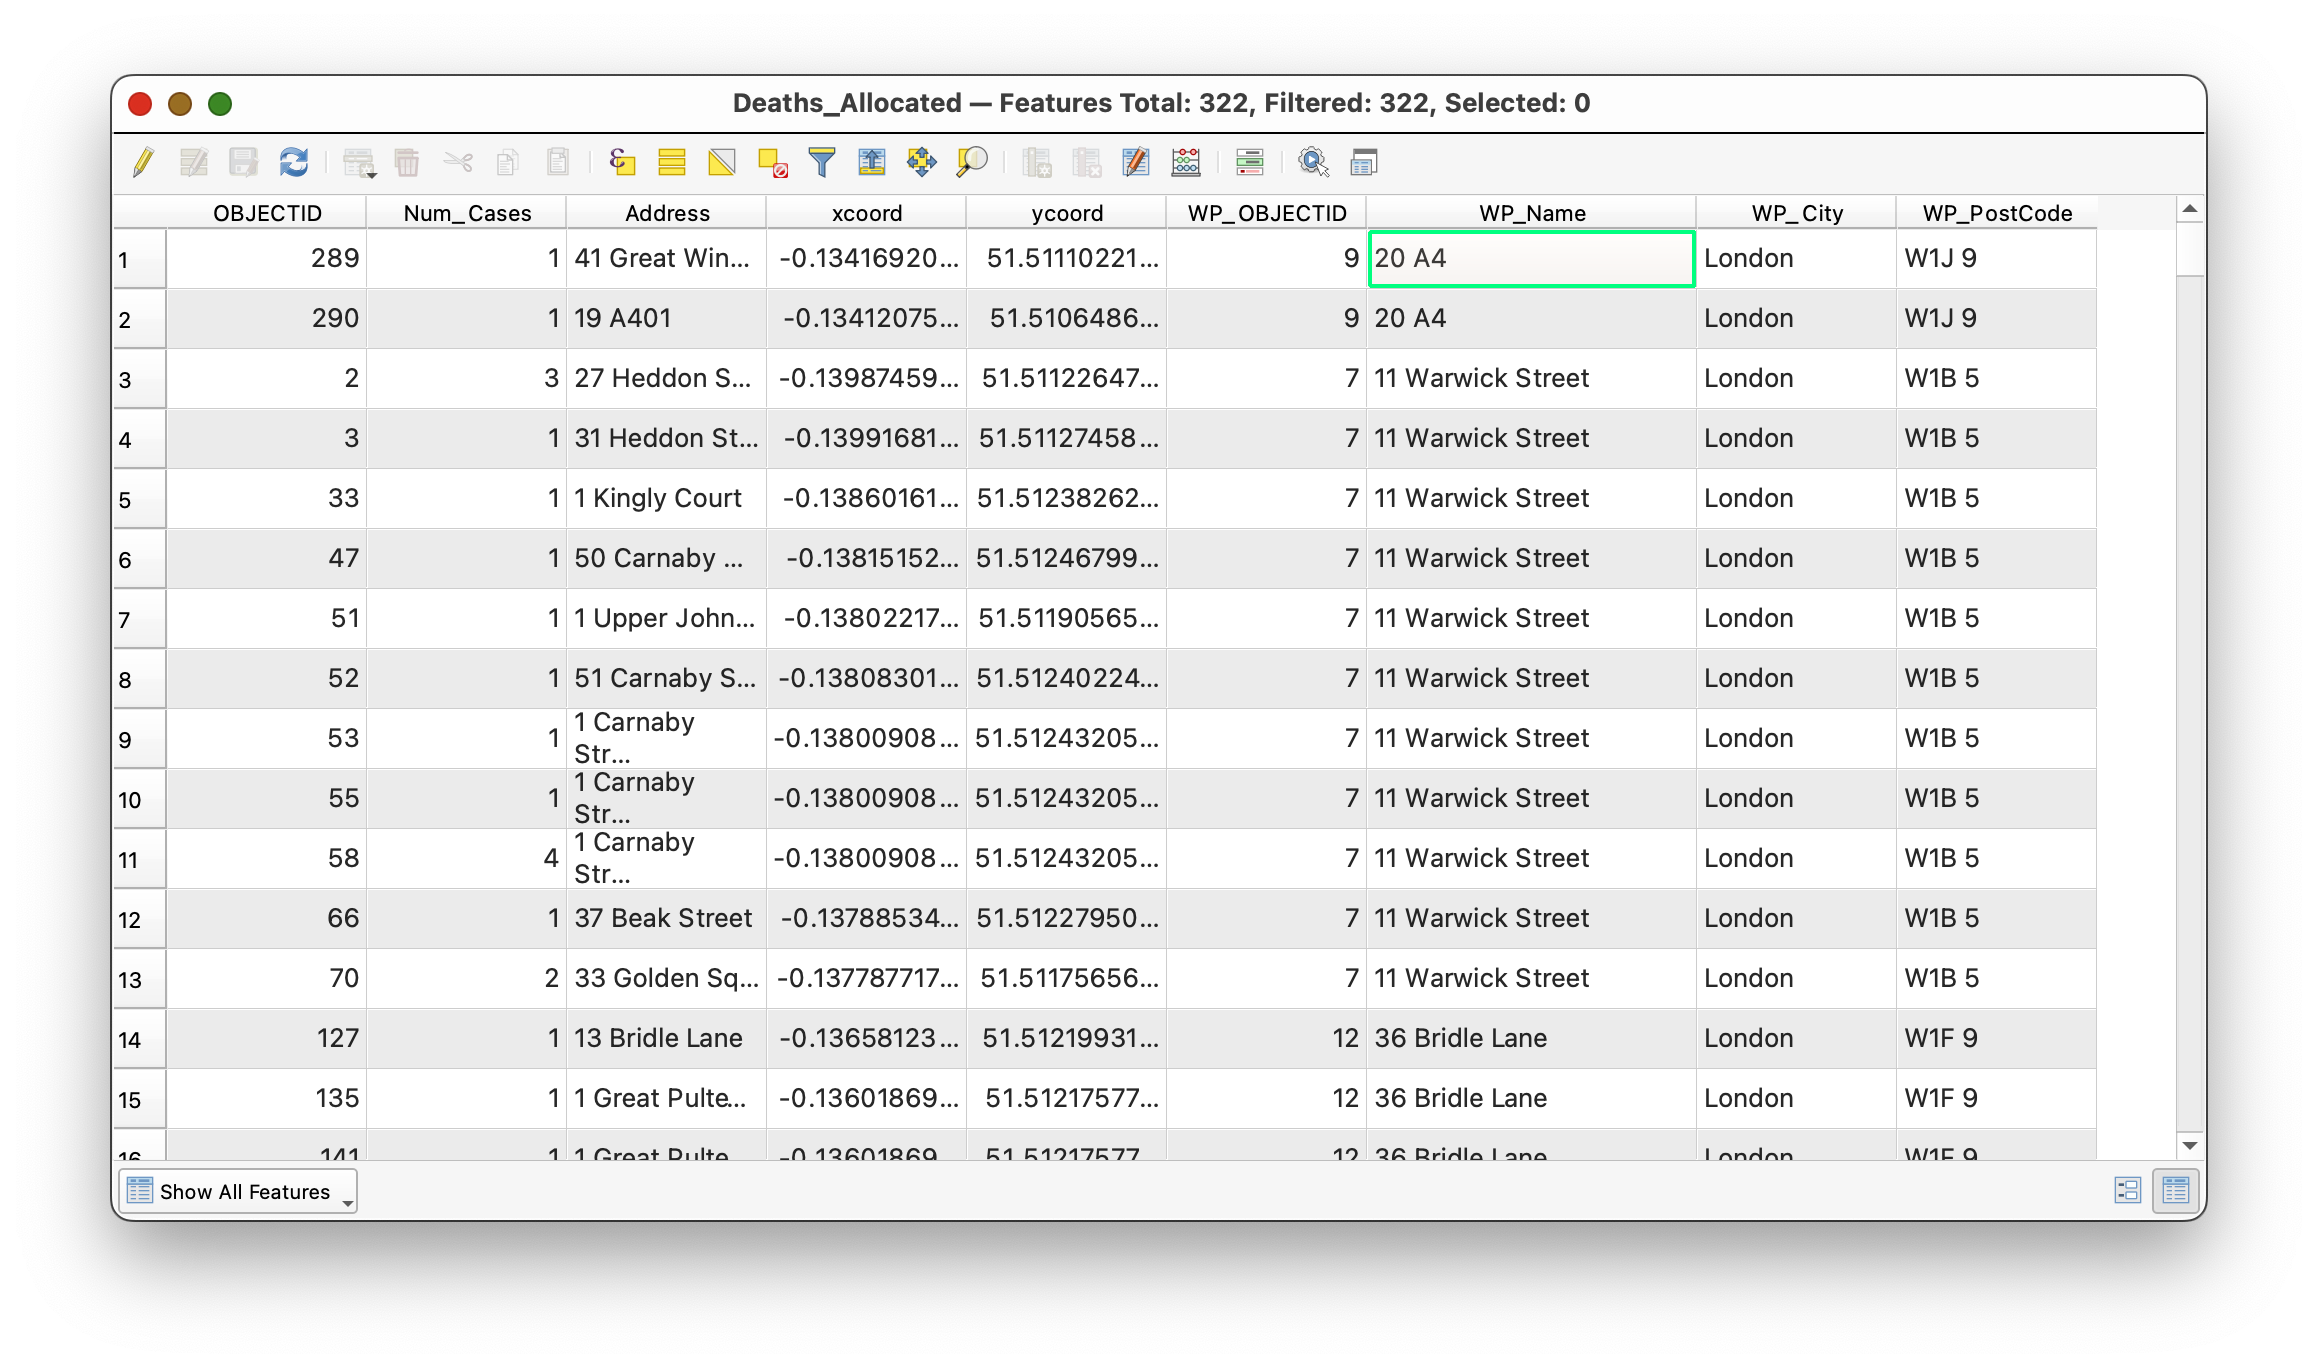 Deaths_Allocated — Features Total: 322, Filtered: 322, Selected: 0
OBJECTID Num_Cases Address xcoord ycoord WP_OBJECTID WP_Name WP_City WP_PostCode
1 289 1 41 Great Win... -0.13416920... 51.51110221... 9 20 A4 London W1J 9
2 290 1 19 A401 -0.13412075... 51.5106486... 9 20 A4 London W1J 9
3 2 3 27 Heddon S... -0.13987459... 51.51122647... 7 11 Warwick Street London W1B 5
4 3 1 31 Heddon St... -0.13991681... 51.51127458... 7 11 Warwick Street London W1B 5
5 33 1 1 Kingly Court -0.13860161... 51.51238262... 7 11 Warwick Street London W1B 5
6 47 1 50 Carnaby ... -0.13815152... 51.51246799... 7 11 Warwick Street London W1B 5
7 51 1 1 Upper John... -0.13802217... 51.51190565... 7 11 Warwick Street London W1B 5
8 52 1 51 Carnaby S... -0.13808301... 51.51240224... 7 11 Warwick Street London W1B 5
9 53 1 1 Carnaby Str... -0.13800908... 51.51243205... 7 11 Warwick Street London W1B 5
10 55 1 1 Carnaby Str... -0.13800908... 51.51243205... 7 11 Warwick Street London W1B 5
11 58 4 1 Carnaby Str... -0.13800908... 51.51243205... 7 11 Warwick Street London W1B 5
12 66 1 37 Beak Street -0.13788534... 51.51227950... 7 11 Warwick Street London W1B 5
13 70 2 33 Golden Sq... -0.137787717... 51.51175656... 7 11 Warwick Street London W1B 5
14 127 1 13 Bridle Lane -0.13658123... 51.51219931... 12 36 Bridle Lane London W1F 9
15 135 1 1 Great Pulte... -0.13601869... 51.51217577... 12 36 Bridle Lane London W1F 9
16 141 1 1 Great Pulte -0.13601869 51.51217577 12 36 Bridle Lane London W1F 9
Show All Features